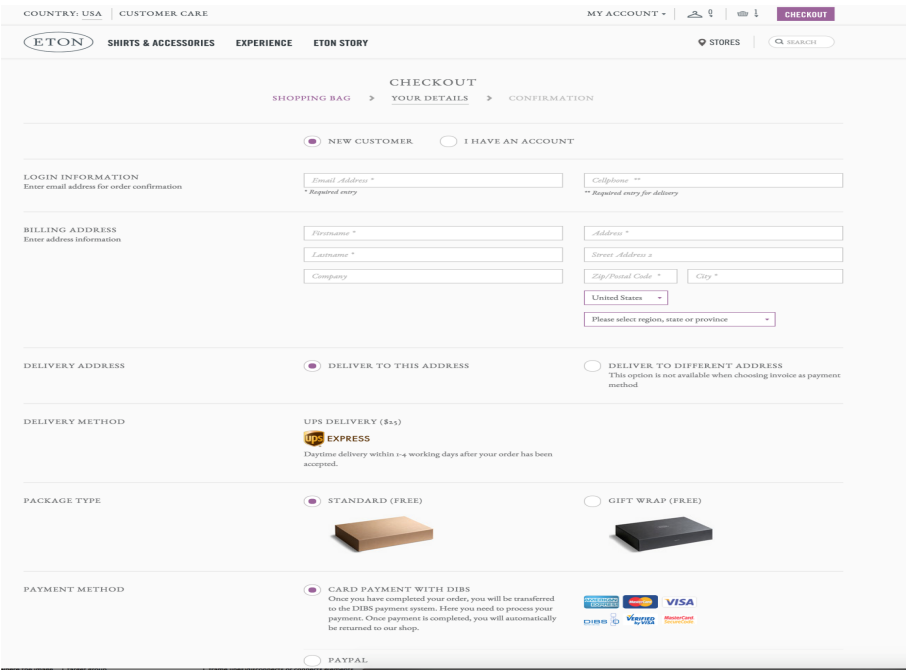 COUNTRY: USA CUSTOMER CARE MY ACCOUNT 0 1 CHECKOUT
ETON SHIRTS & ACCESSORIES EXPERIENCE ETON STORY STORES SEARCH
CHECKOUT
SHOPPING BAG > YOUR DETAILS > CONFIRMATION
NEW CUSTOMER I HAVE AN ACCOUNT
LOGIN INFORMATION
Enter email address for order confirmation
Email Address * Cellphone **
* Required entry ** Required entry for delivery
BILLING ADDRESS
Enter address information
Firstname * Address *
Lastname * Street Address 2
Company Zip/Postal Code * City *
United States
Please select region, state or province
DELIVERY ADDRESS DELIVER TO THIS ADDRESS DELIVER TO DIFFERENT ADDRESS
This option is not available when choosing invoice as payment
method
DELIVERY METHOD UPS DELIVERY ($25)
ups EXPRESS
Daytime delivery within 1-4 working days after your order has been
accepted.
PACKAGE TYPE STANDARD (FREE) GIFT WRAP (FREE)
PAYMENT METHOD CARD PAYMENT WITH DIBS
Once you have completed your order, you will be transferred
to the DIBS payment system. Here you need to process your
payment. Once payment is completed, you will automatically
be returned to our shop.
AMERICAN EXPRESS MasterCard VISA
DIBS VERIFIED by VISA MasterCard SecureCode
PAYPAL